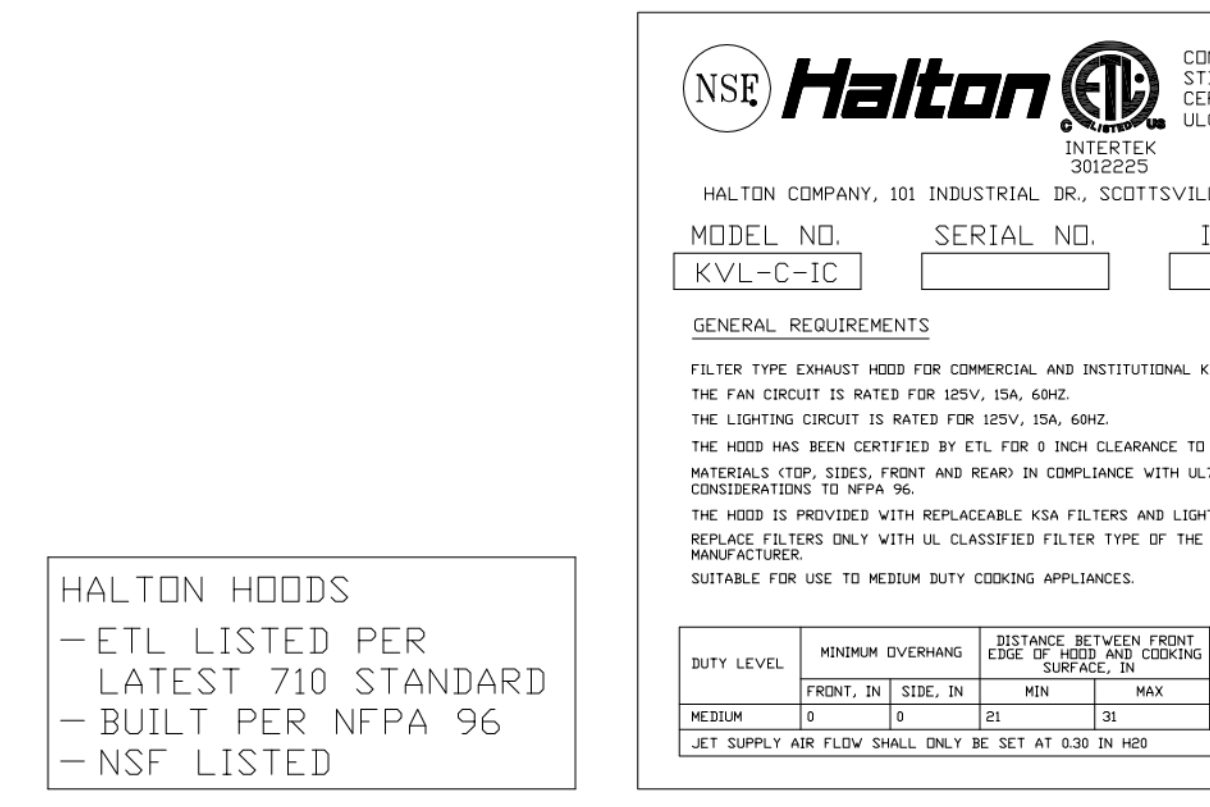 HALTON HOODS
- ETL LISTED PER
LATEST 710 STANDARD
- BUILT PER NFPA 96
- NSF LISTED
NSF. Halton ETL
C LISTED US
INTERTEK
3012225
HALTON COMPANY, 101 INDUSTRIAL DR.,
MODEL NO. SERIAL NO.
KVL-C-IC
GENERAL REQUIREMENTS
FILTER TYPE EXHAUST HOOD FOR COMMERCIAL AND INSTITUTIONAL
THE FAN CIRCUIT IS RATED FOR 125V, 15A, 60HZ.
THE LIGHTING CIRCUIT IS RATED FOR 125V, 15A, 60HZ.
THE HOOD HAS BEEN CERTIFIED BY ETL FOR 0 INCH CLEARANCE TO
MATERIALS (TOP, SIDES, FRONT AND REAR) IN COMPLIANCE WITH
CONSIDERATIONS TO NFPA 96.
THE HOOD IS PROVIDED WITH REPLACEABLE KSA FILTERS AND
REPLACE FILTERS ONLY WITH UL CLASSIFIED FILTER TYPE OF THE
MANUFACTURER.
SUITABLE FOR USE TO MEDIUM DUTY COOKING APPLIANCES.
DUTY LEVEL MINIMUM OVERHANG DISTANCE BETWEEN FRONT
EDGE OF HOOD AND COOKING
SURFACE, IN
FRONT, IN SIDE, IN MIN MAX
MEDIUM 0 0 21 31
JET SUPPLY AIR FLOW SHALL ONLY BE SET AT 0.30 IN H2O